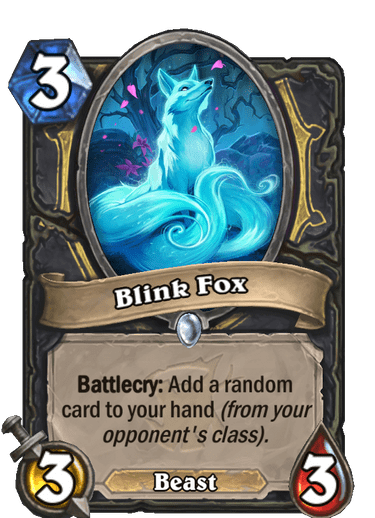 3
Blink Fox
Battlecry: Add a random
card to your hand (from your
opponent's class).
3
Beast
3